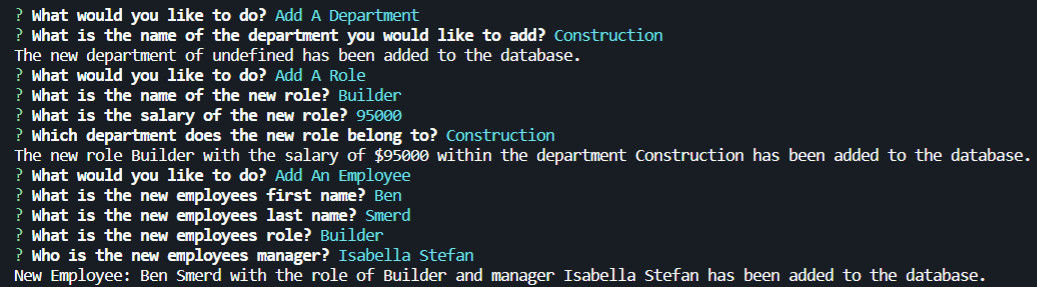 ? What would you like to do? Add A Department
? What is the name of the department you would like to add? Construction
The new department of undefined has been added to the database.
? What would you like to do? Add A Role
? What is the name of the new role? Builder
? What is the salary of the new role? 95000
? Which department does the new role belong to? Construction
The new role Builder with the salary of $95000 within the department Construction has been added to the database.
? What would you like to do? Add An Employee
? What is the new employees first name? Ben
? What is the new employees last name? Smerd
? What is the new employees role? Builder
? Who is the new employees manager? Isabella Stefan
New Employee: Ben Smerd with the role of Builder and manager Isabella Stefan has been added to the database.